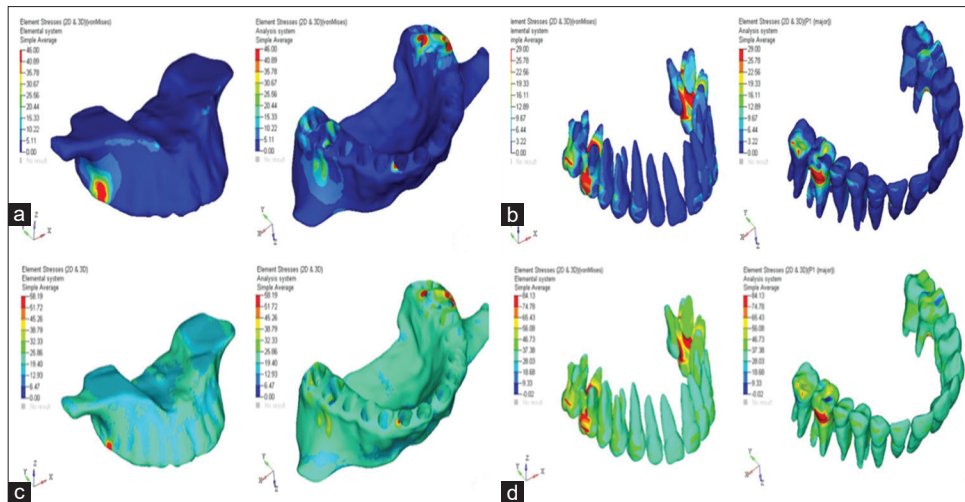 Element Stresses (2D & 3D)(vonMises)
Elemental system
Simple Average
46.00
40.89
35.78
30.67
25.56
20.44
15.33
10.22
5.11
0.00
No result
Z
Y
X
a
Element Stresses (2D & 3D)(vonMises)
Analysis system
Simple Average
46.00
40.89
35.78
30.67
25.56
20.44
15.33
10.22
5.11
0.00
No result
Y
X
Z
lement Stresses (2D & 3D)(vonMises)
lemental system
imple Average
29.00
25.78
22.56
19.33
16.11
12.89
9.67
6.44
3.22
0.00
No result
Z
Y
X
b
Element Stresses (2D & 3D)(P1 (major))
Analysis system
Simple Average
29.00
25.78
22.56
19.33
16.11
12.89
9.67
6.44
3.22
0.00
No result
Y
X
Z
Element Stresses (2D & 3D)
Elemental system
Simple Average
58.19
51.72
45.26
38.79
32.33
25.86
19.40
12.93
6.47
0.00
No result
Z
Y
X
c
Element Stresses (2D & 3D)
Analysis system
Simple Average
58.19
51.72
45.26
38.79
32.33
25.86
19.40
12.93
6.47
0.00
No result
Y
X
Z
Element Stresses (2D & 3D)(vonMises)
Elemental system
Simple Average
84.13
74.78
65.43
56.08
46.73
37.38
28.03
18.68
9.33
-0.02
No result
Z
Y
X
d
Element Stresses (2D & 3D)(P1 (major))
Analysis system
Simple Average
84.13
74.78
65.43
56.08
46.73
37.38
28.03
18.68
9.33
-0.02
No result
Y
X
Z